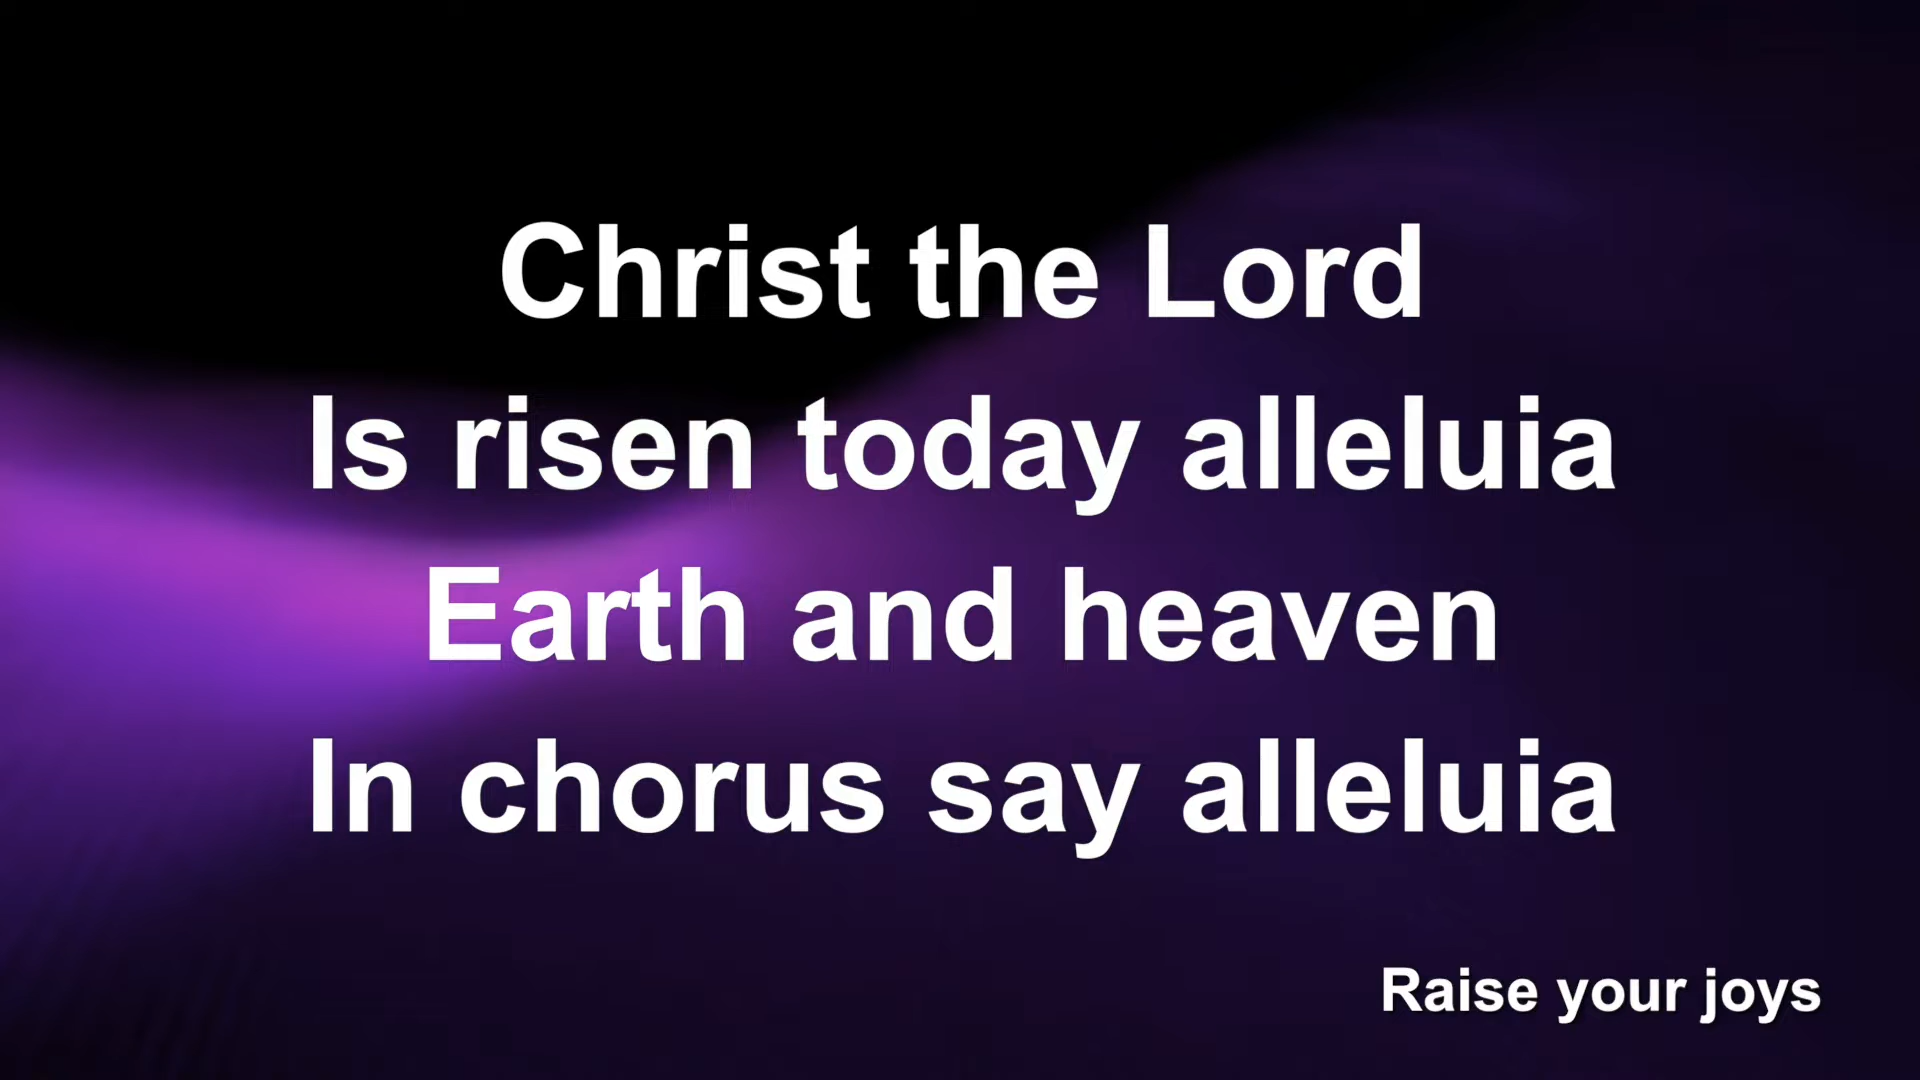 Christ the Lord
Is risen today alleluia
Earth and heaven
In chorus say alleluia
Raise your joys